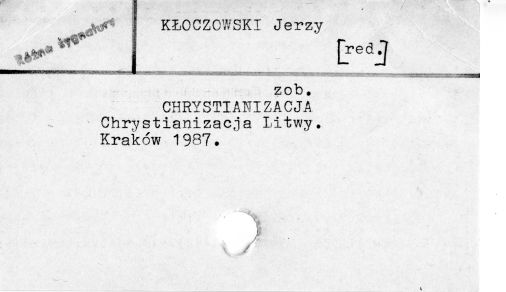 Różne sygnatury
KŁOCZOWSKI Jerzy
[red.]
zob.
CHRYSTIANIZACJA
Chrystianizacja Litwy.
Kraków 1987.